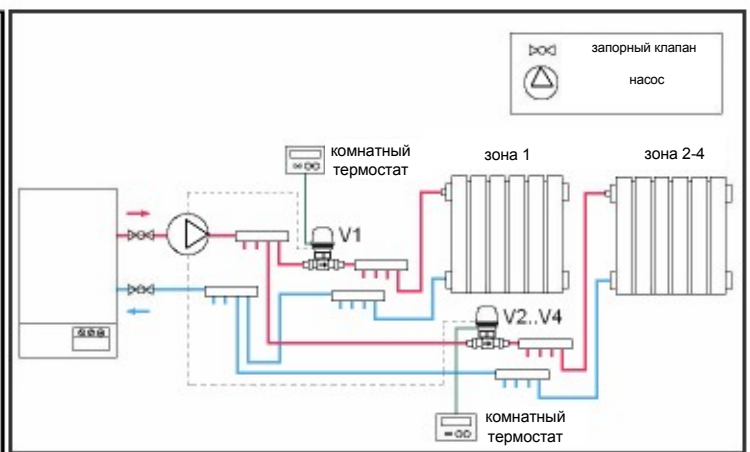 запорный клапан
насос
комнатный
термостат
зона 1
зона 2-4
V1
V2..V4
комнатный
термостат